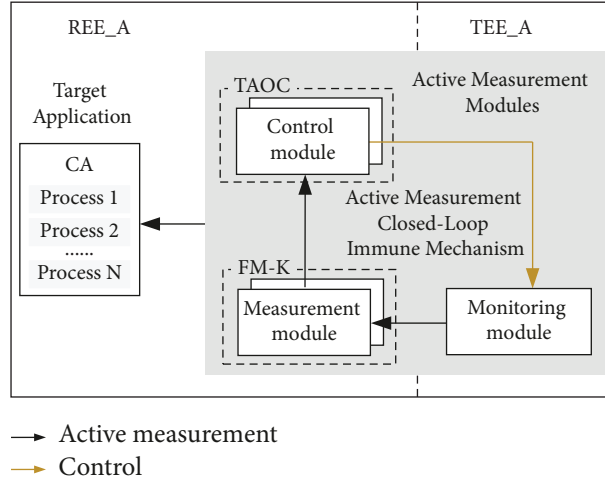 REE_A
TEE_A
Target
Application
CA
Process 1
Process 2
......
Process N
TAOC
Control
module
Active Measurement
Modules
Active Measurement
Closed-Loop
Immune Mechanism
FM-K
Measurement
module
Monitoring
module
Active measurement
Control